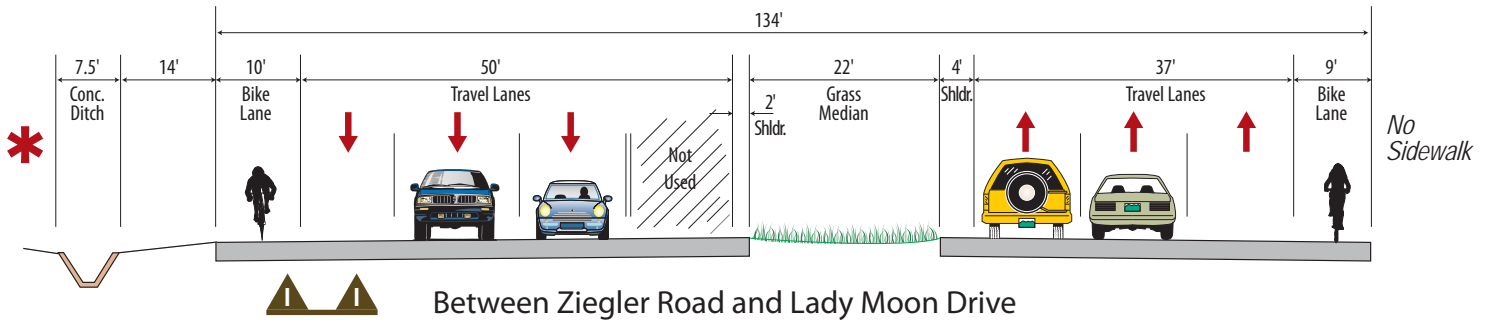 134'
7.5' 14' 10' 50' 22' 4' 37' 9'
Conc.
Ditch
Bike
Lane
Travel Lanes
2'
Shldr.
Grass
Median
Shldr.
Travel Lanes
Bike
Lane
*
Not
Used
No
Sidewalk
I I
Between Ziegler Road and Lady Moon Drive